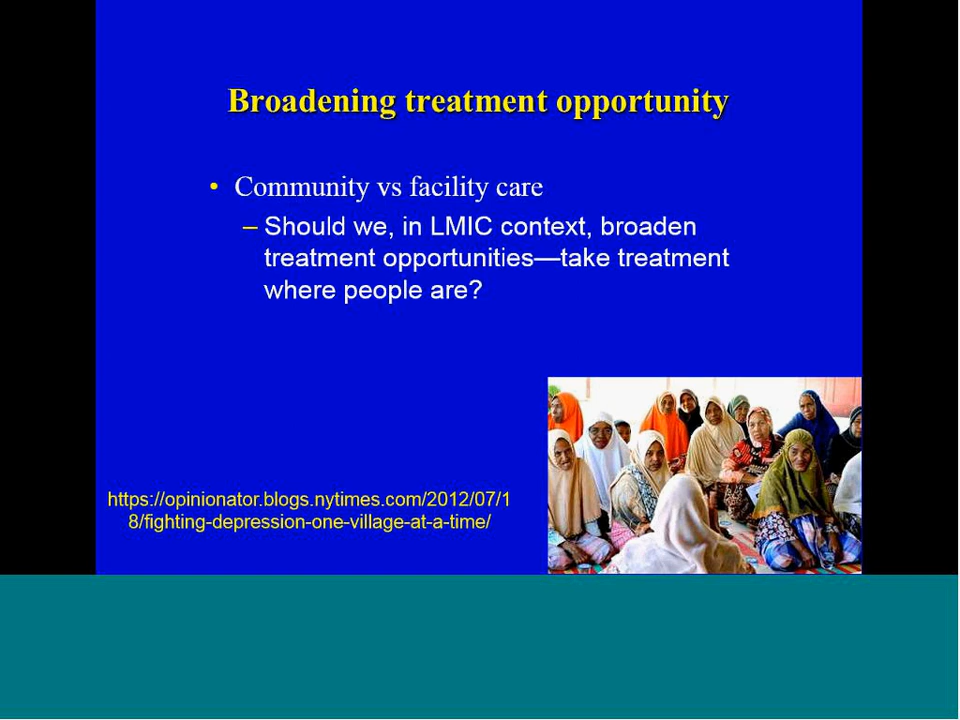 Broadening treatment opportunity
• Community vs facility care
– Should we, in LMIC context, broaden
treatment opportunities—take treatment
where people are?
https://opinionator.blogs.nytimes.com/2012/07/1
8/fighting-depression-one-village-at-a-time/